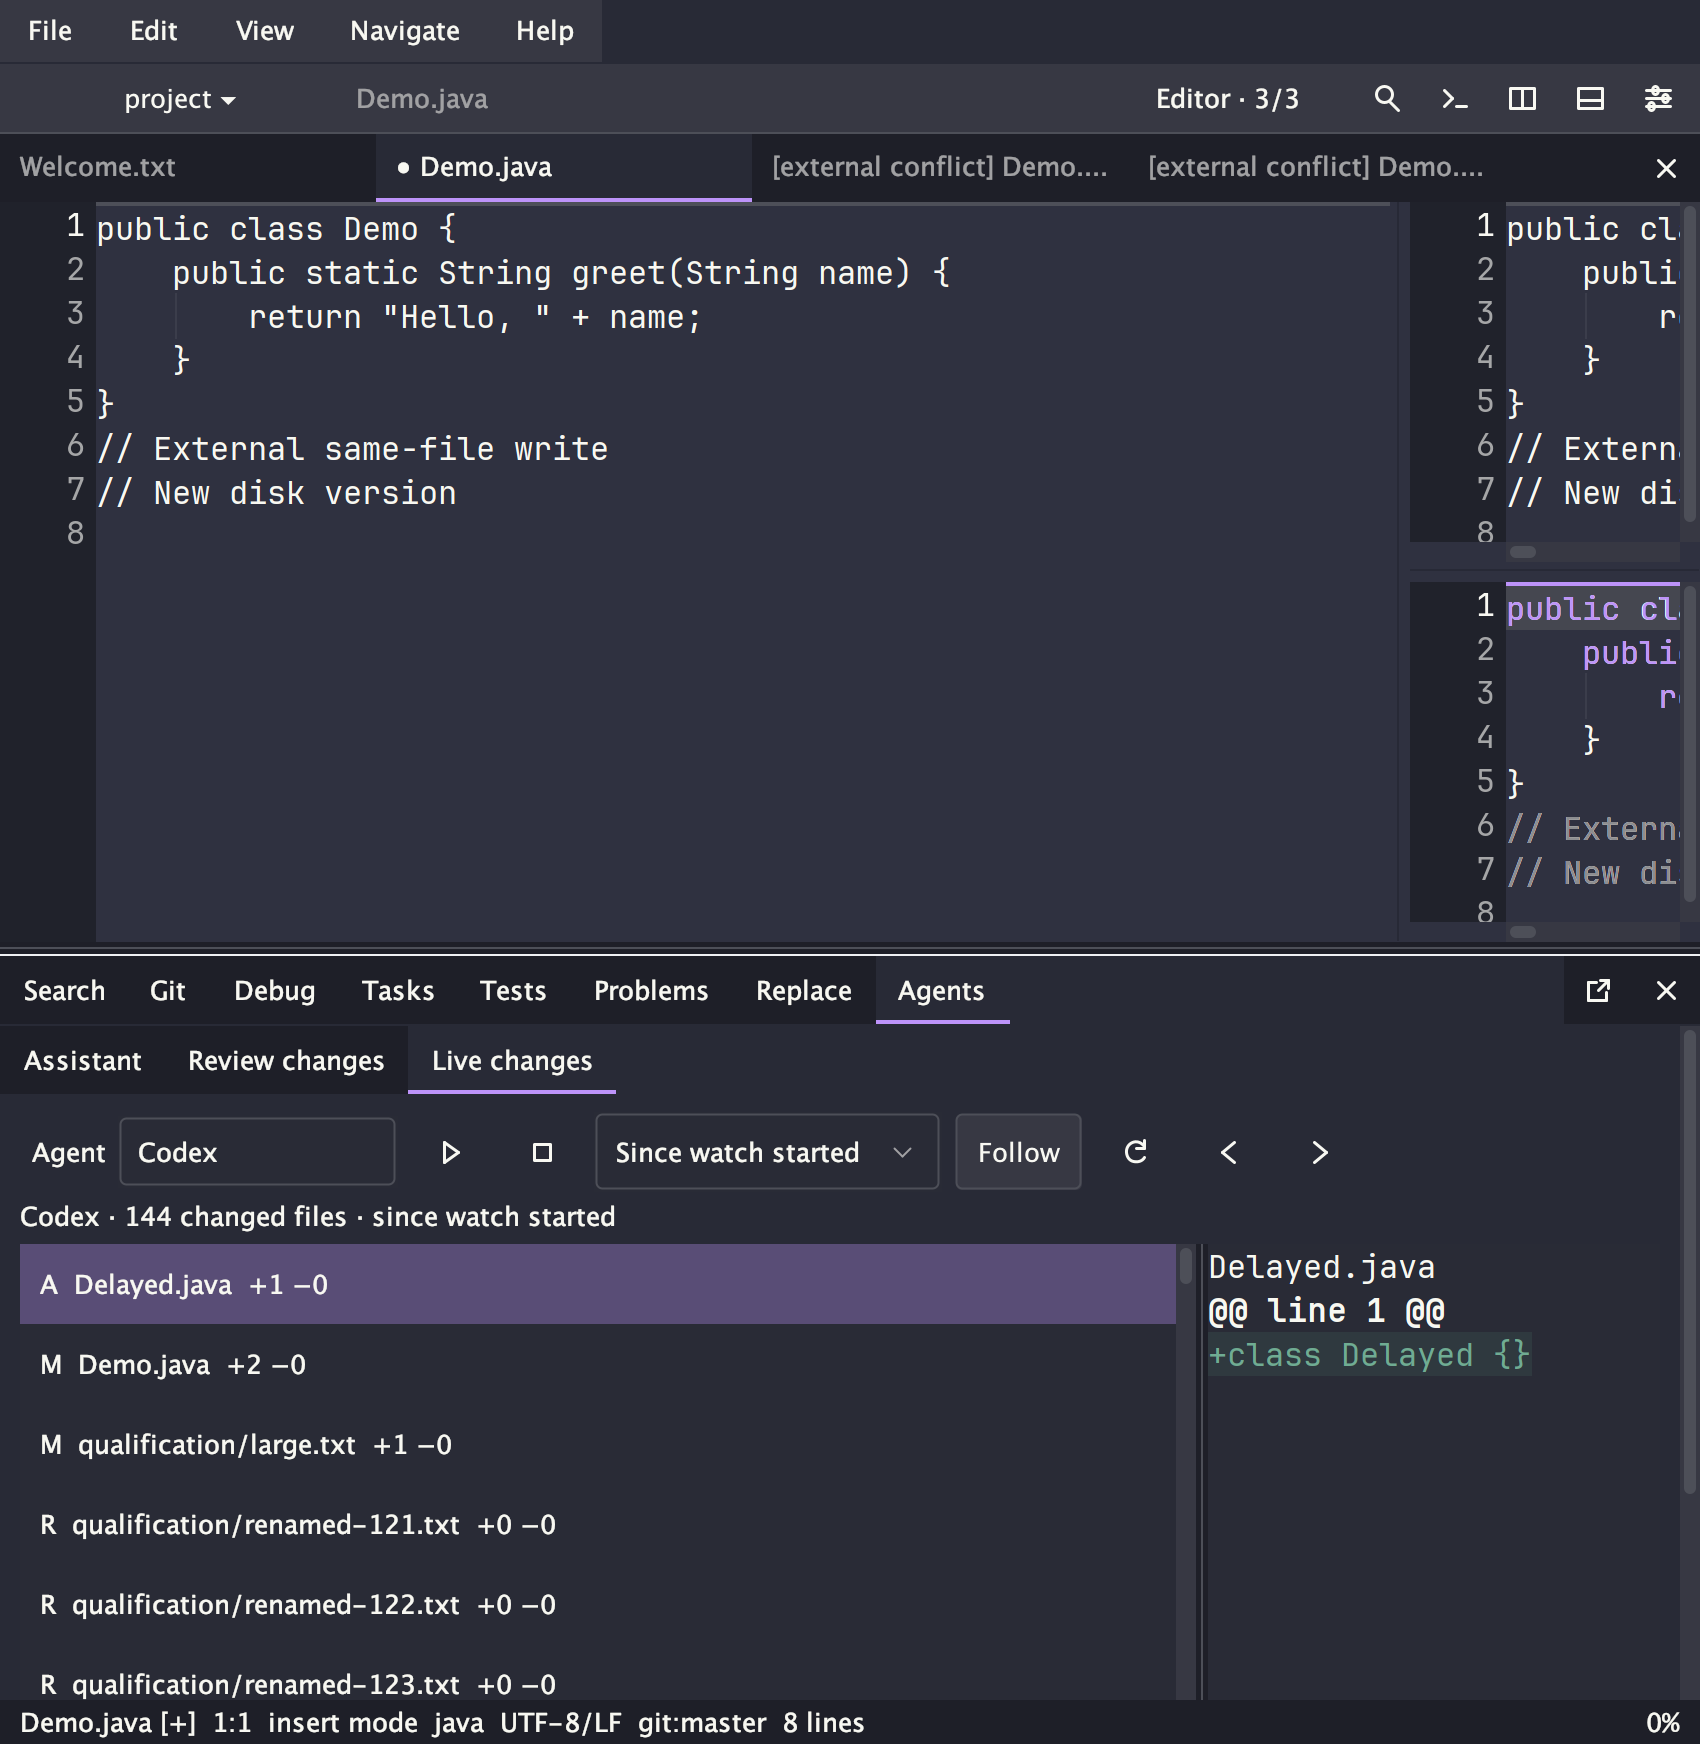 File Edit View Navigate Help
project Demo.java Editor · 3/3
Welcome.txt • Demo.java [external conflict] Demo.... [external conflict] Demo....
1 public class Demo {
2 public static String greet(String name) {
3 return "Hello, " + name;
4 }
5 }
6 // External same-file write
7 // New disk version
8
1 public cl
2 publi
3 r
4 }
5 }
6 // Extern
7 // New di
8
1 public cl
2 publi
3 r
4 }
5 }
6 // Extern
7 // New di
8
Search Git Debug Tasks Tests Problems Replace Agents
Assistant Review changes Live changes
Agent Codex Since watch started Follow
Codex · 144 changed files · since watch started
A Delayed.java +1 −0
M Demo.java +2 −0
M qualification/large.txt +1 −0
R qualification/renamed-121.txt +0 −0
R qualification/renamed-122.txt +0 −0
R qualification/renamed-123.txt +0 −0
Delayed.java
@@ line 1 @@
+class Delayed {}
Demo.java [+] 1:1 insert mode java UTF-8/LF git:master 8 lines 0%